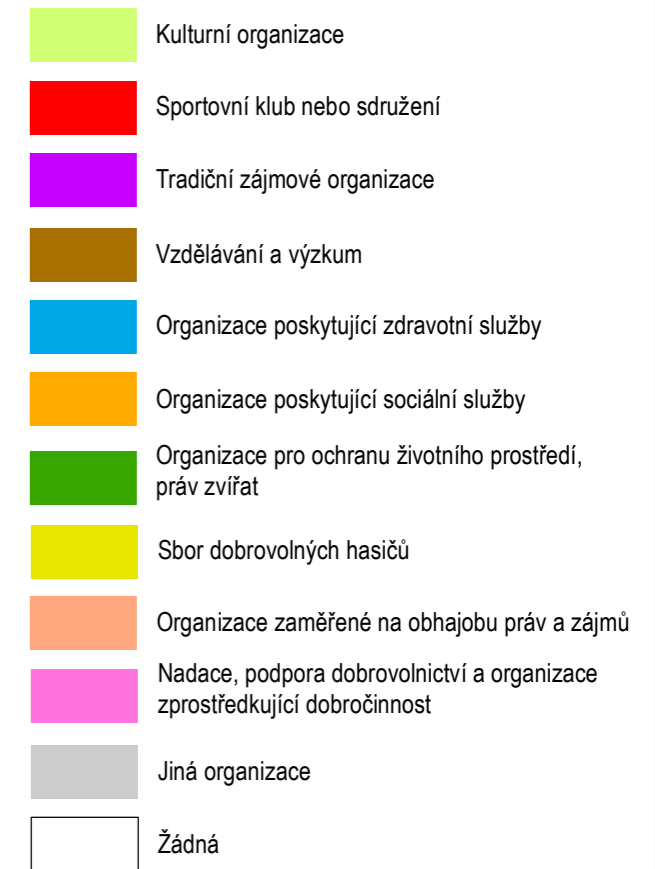 Kulturní organizace
Sportovní klub nebo sdružení
Tradiční zájmové organizace
Vzdělávání a výzkum
Organizace poskytující zdravotní služby
Organizace poskytující sociální služby
Organizace pro ochranu životního prostředí,
práv zvířat
Sbor dobrovolných hasičů
Organizace zaměřené na obhajobu práv a zájmů
Nadace, podpora dobrovolnictví a organizace
zprostředkující dobročinnost
Jiná organizace
Žádná